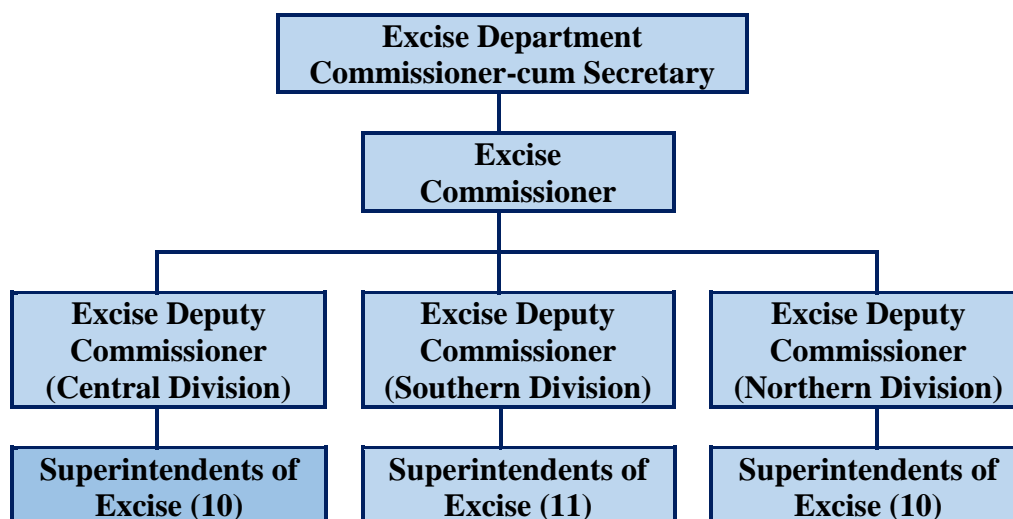 Excise Department
Commissioner-cum Secretary
Excise
Commissioner
Excise Deputy
Commissioner
(Central Division)
Excise Deputy
Commissioner
(Southern Division)
Excise Deputy
Commissioner
(Northern Division)
Superintendents of
Excise (10)
Superintendents of
Excise (11)
Superintendents of
Excise (10)